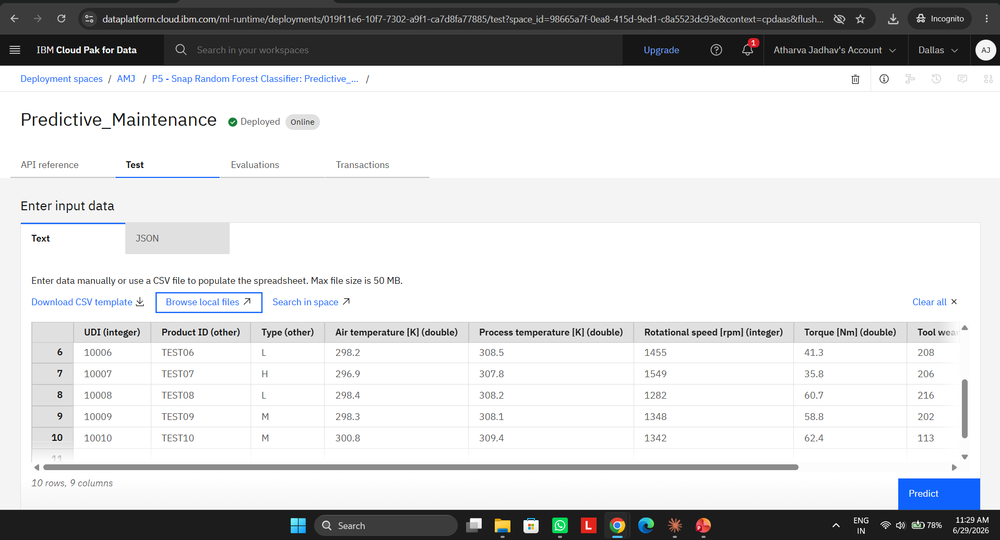 dataplatform.cloud.ibm.com/ml-runtime/deployments/019f11e6-10f7-7302-a9f1-ca7d8fa77885/test?space_id=98665a7f-0ea8-415d-9ed1-c8a5523dc93e&context=cpdaas&flush... Incognito
IBM Cloud Pak for Data Search in your workspaces Upgrade 1 Atharva Jadhav's Account Dallas AJ
Deployment spaces / AMJ / P5 - Snap Random Forest Classifier: Predictive_... /
Predictive_Maintenance Deployed Online
API reference Test Evaluations Transactions
Enter input data
Text JSON
Enter data manually or use a CSV file to populate the spreadsheet. Max file size is 50 MB.
Download CSV template Browse local files Search in space Clear all
UDI (integer) Product ID (other) Type (other) Air temperature [K] (double) Process temperature [K] (double) Rotational speed [rpm] (integer) Torque [Nm] (double) Tool wear
6 10006 TEST06 L 298.2 308.5 1455 41.3 208
7 10007 TEST07 H 296.9 307.8 1549 35.8 206
8 10008 TEST08 L 298.4 308.2 1282 60.7 216
9 10009 TEST09 M 298.3 308.1 1348 58.8 202
10 10010 TEST10 M 300.8 309.4 1342 62.4 113
11
10 rows, 9 columns
Predict
Search L P ENG 78% 11:29 AM
IN 6/29/2026